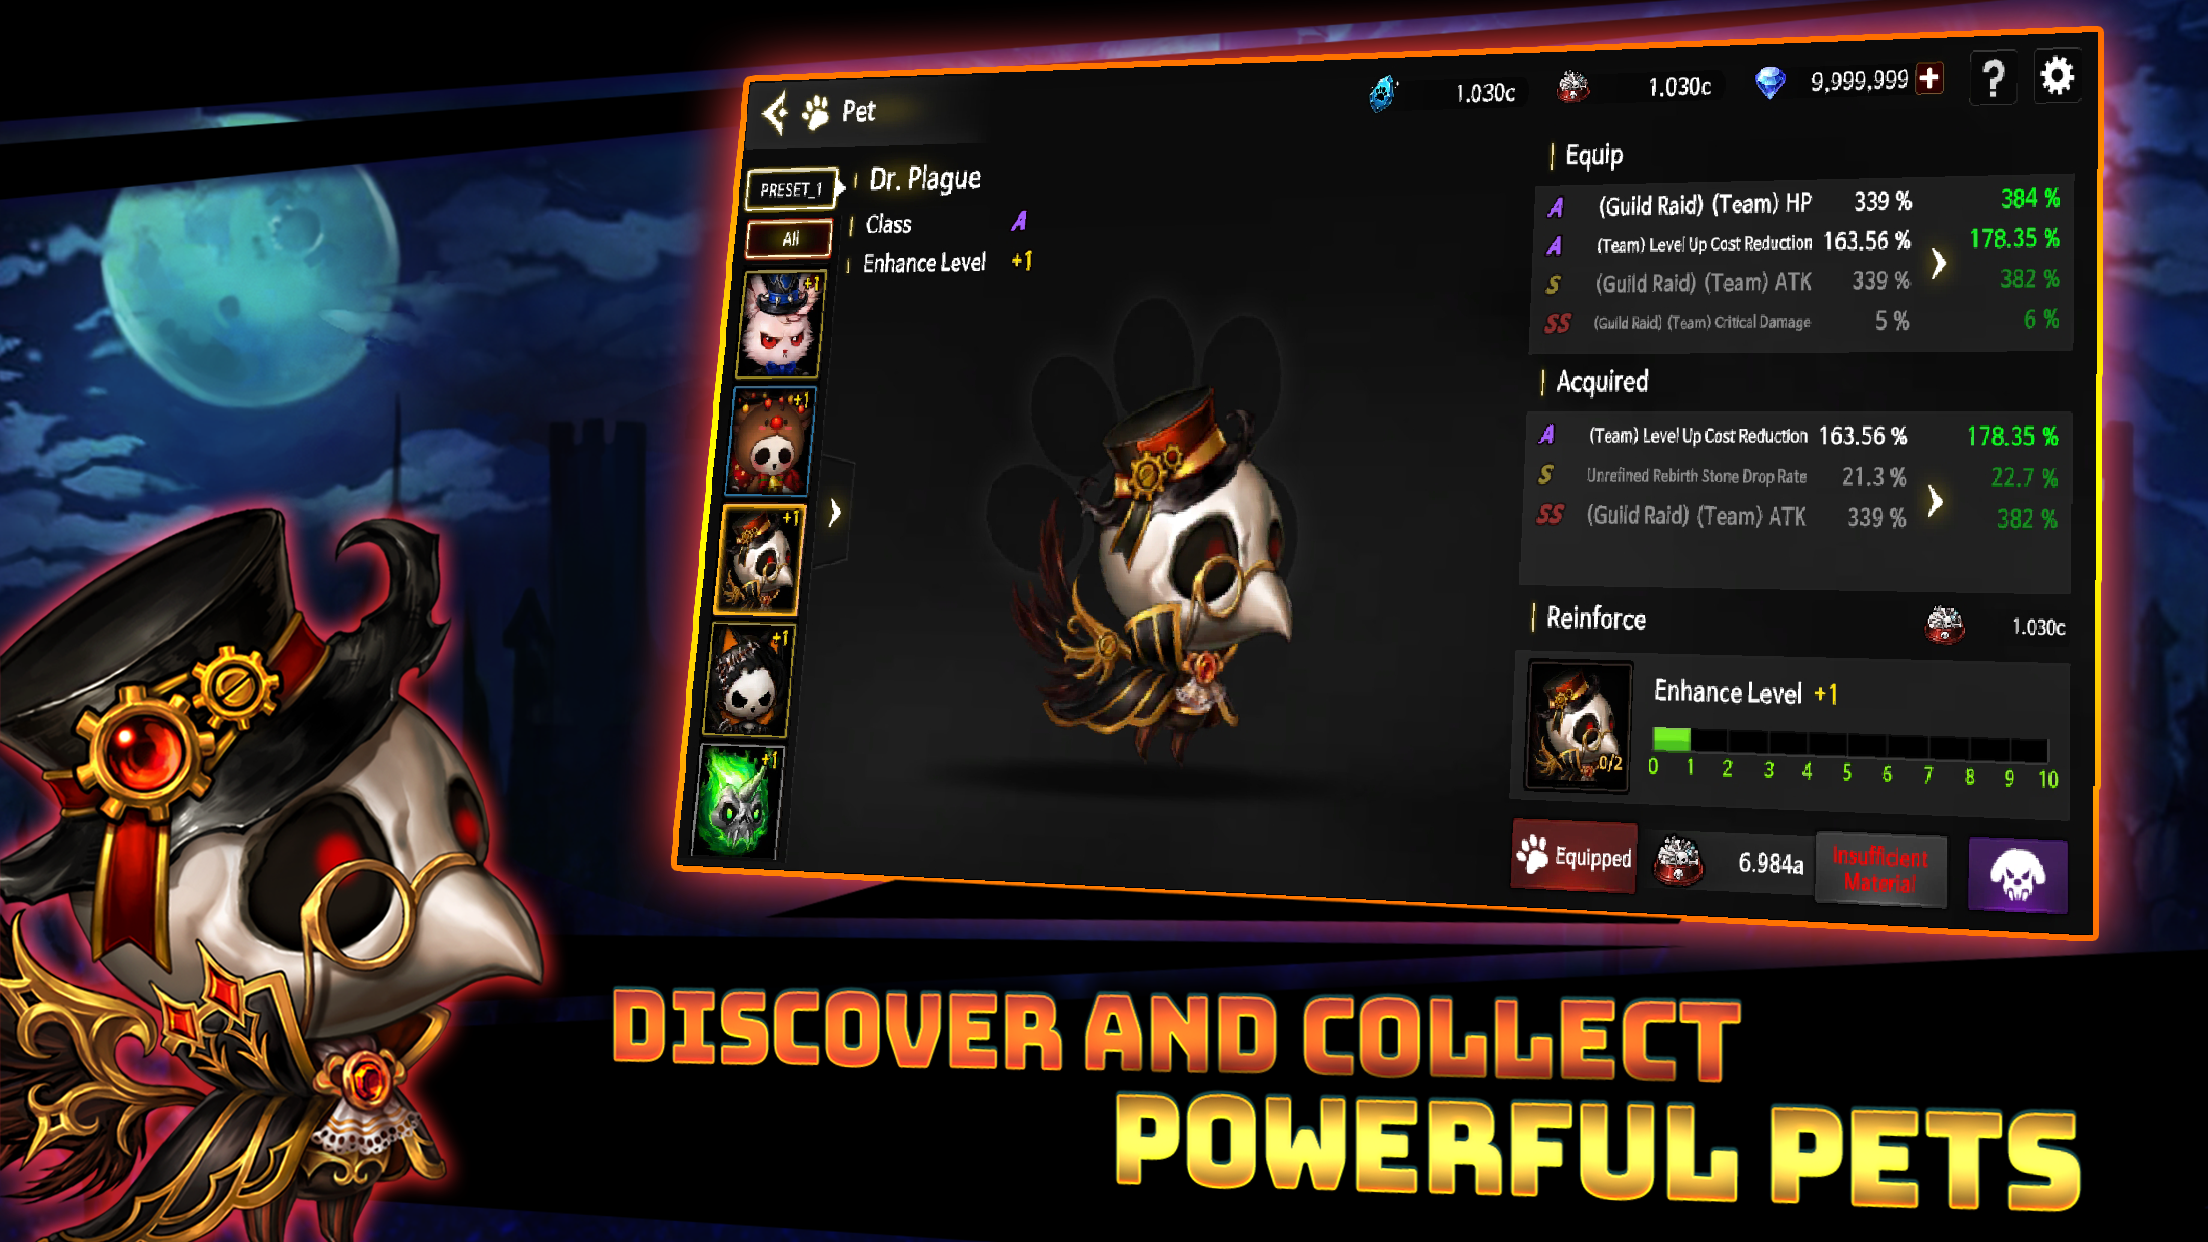 Pet
1.030c
1.030c
9,999,999 +
?
PRESET_1
All
Dr. Plague
Class A
Enhance Level +1
+1
+1
+1
+1
+1
Equip
A (Guild Raid) (Team) HP 339 % 384 %
A (Team) Level Up Cost Reduction 163.56 % 178.35 %
S (Guild Raid) (Team) ATK 339 % 382 %
SS (Guild Raid) (Team) Critical Damage 5 % 6 %
Acquired
A (Team) Level Up Cost Reduction 163.56 % 178.35 %
S Unrefined Rebirth Stone Drop Rate 21.3 % 22.7 %
SS (Guild Raid) (Team) ATK 339 % 382 %
Reinforce 1.030c
Enhance Level +1
0/2
0 1 2 3 4 5 6 7 8 9 10
Equipped
6.984a
Insufficient
Material
DISCOVER AND COLLECT
POWERFUL PETS